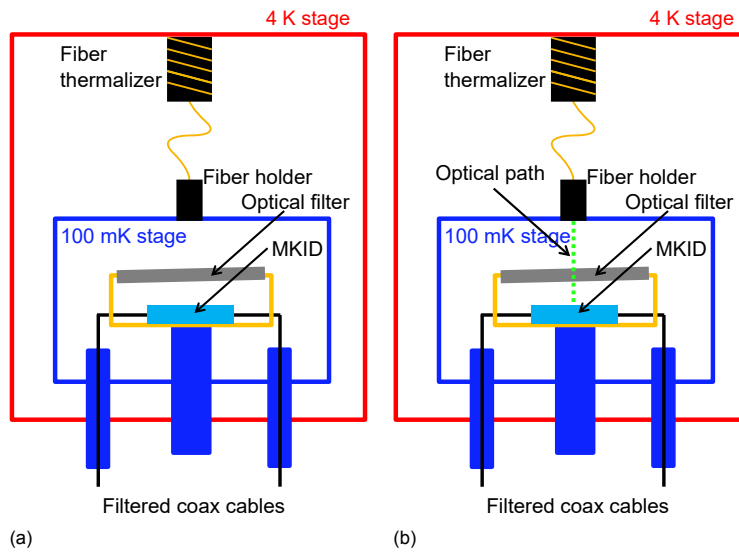 4 K stage
Fiber
thermalizer
Fiber holder
Optical filter
100 mK stage
MKID
Filtered coax cables
(a)
4 K stage
Fiber
thermalizer
Optical path
Fiber holder
Optical filter
100 mK stage
MKID
Filtered coax cables
(b)